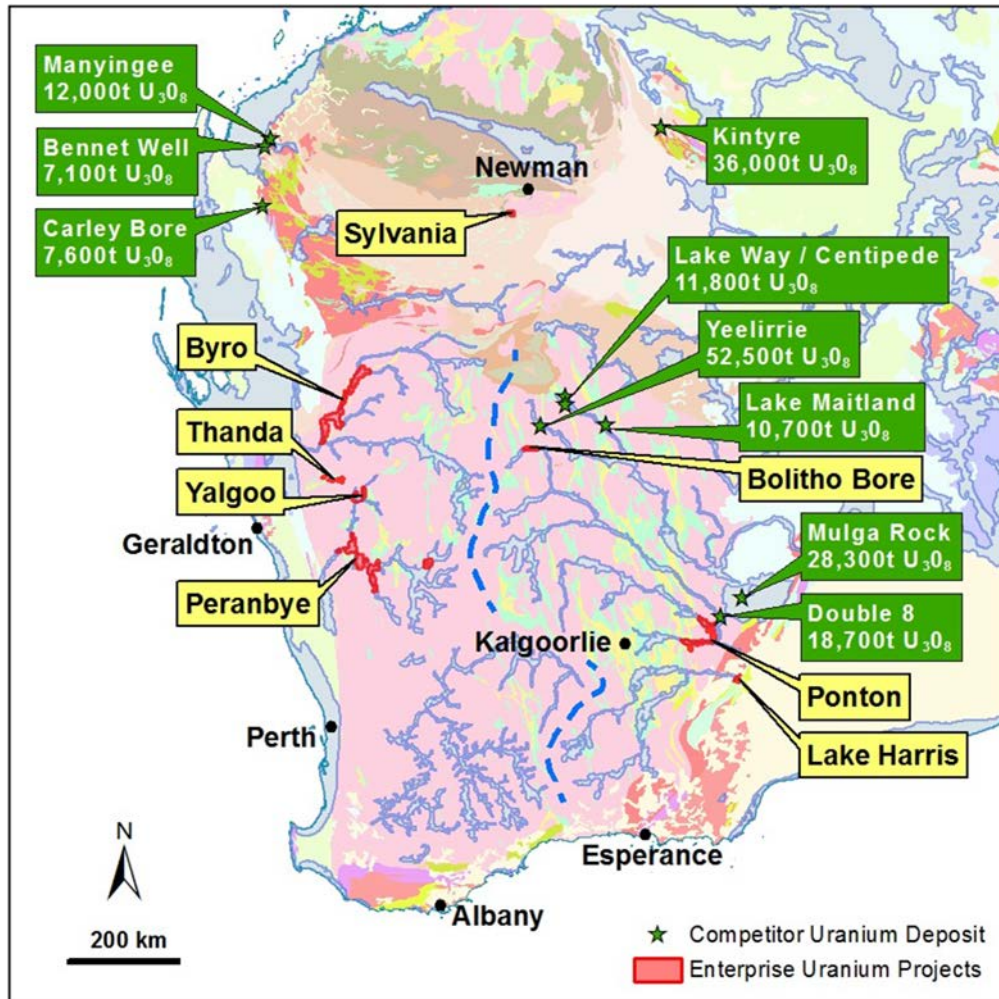 Manyingee
12,000t U₃0₈
Bennet Well
7,100t U₃0₈
Carley Bore
7,600t U₃0₈
Newman
Sylvania
Kintyre
36,000t U₃0₈
Lake Way / Centipede
11,800t U₃0₈
Yeelirrie
52,500t U₃0₈
Lake Maitland
10,700t U₃0₈
Bolitho Bore
Byro
Thanda
Yalgoo
Geraldton
Peranbye
Mulga Rock
28,300t U₃0₈
Double 8
18,700t U₃0₈
Kalgoorlie
Ponton
Lake Harris
Perth
Esperance
Albany
N
200 km
Competitor Uranium Deposit
Enterprise Uranium Projects